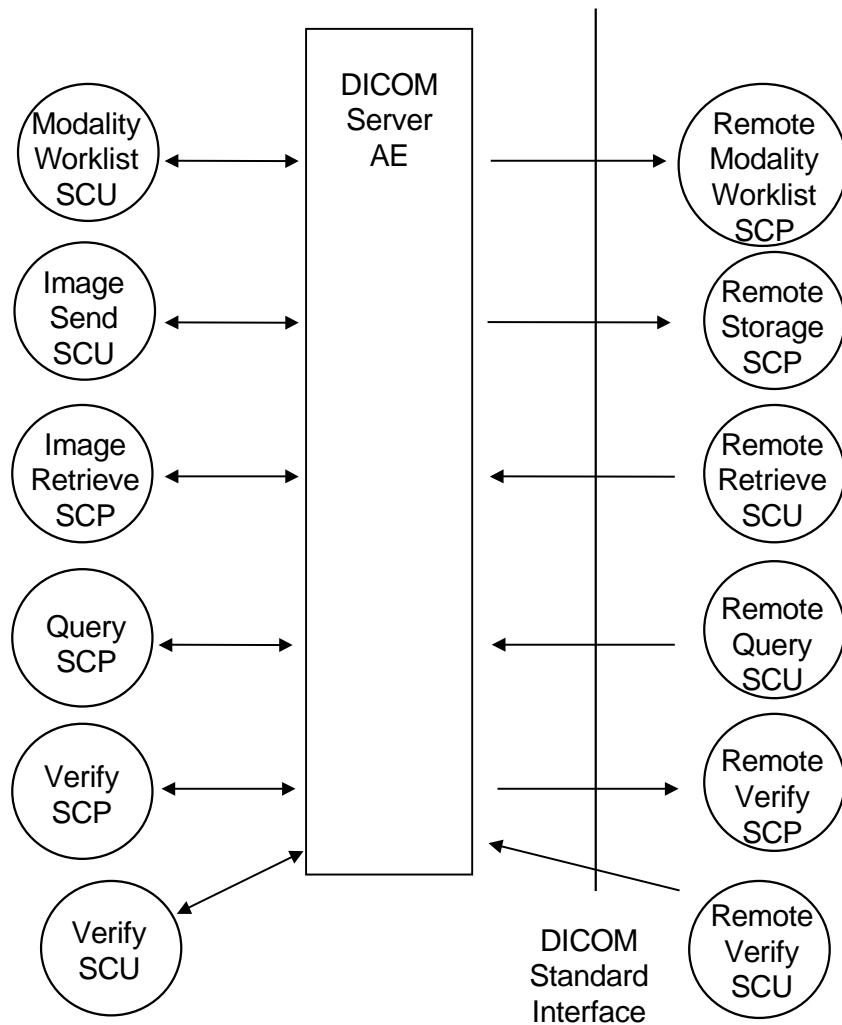 DICOM
Server
AE
Modality
Worklist
SCU
Remote
Modality
Worklist
SCP
Image
Send
SCU
Remote
Storage
SCP
Image
Retrieve
SCP
Remote
Retrieve
SCU
Query
SCP
Remote
Query
SCU
Verify
SCP
Remote
Verify
SCP
Verify
SCU
DICOM
Standard
Interface
Remote
Verify
SCU